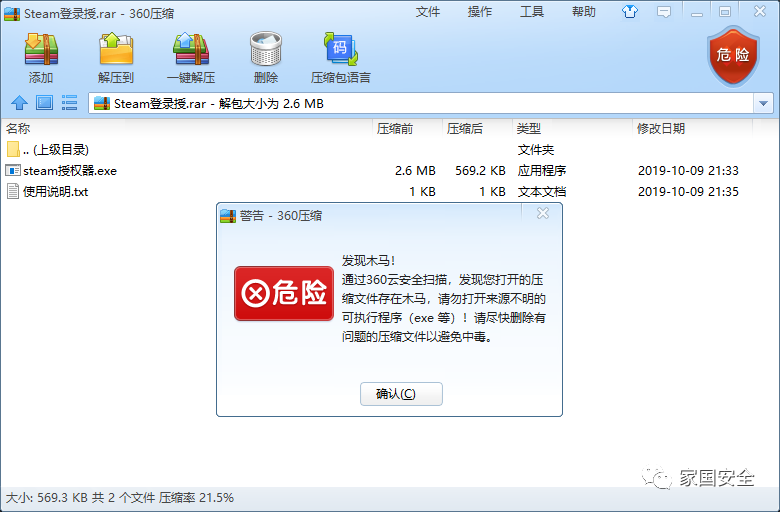 Steam登录授.rar - 360压缩
文件 操作 工具 帮助
添加 解压到 一键解压 删除 压缩包语言
码
危险
Steam登录授.rar - 解包大小为 2.6 MB
名称 压缩前 压缩后 类型 修改日期
.. (上级目录) 文件夹
steam授权器.exe 2.6 MB 569.2 KB 应用程序 2019-10-09 21:33
使用说明.txt 1 KB 1 KB 文本文档 2019-10-09 21:35
警告 - 360压缩
危险
发现木马！
通过360云安全扫描，发现您打开的压
缩文件存在木马，请勿打开来源不明的
可执行程序（exe 等）！请尽快删除有
问题的压缩文件以避免中毒。
确认(C)
家国安全
大小: 569.3 KB 共 2 个文件 压缩率 21.5%